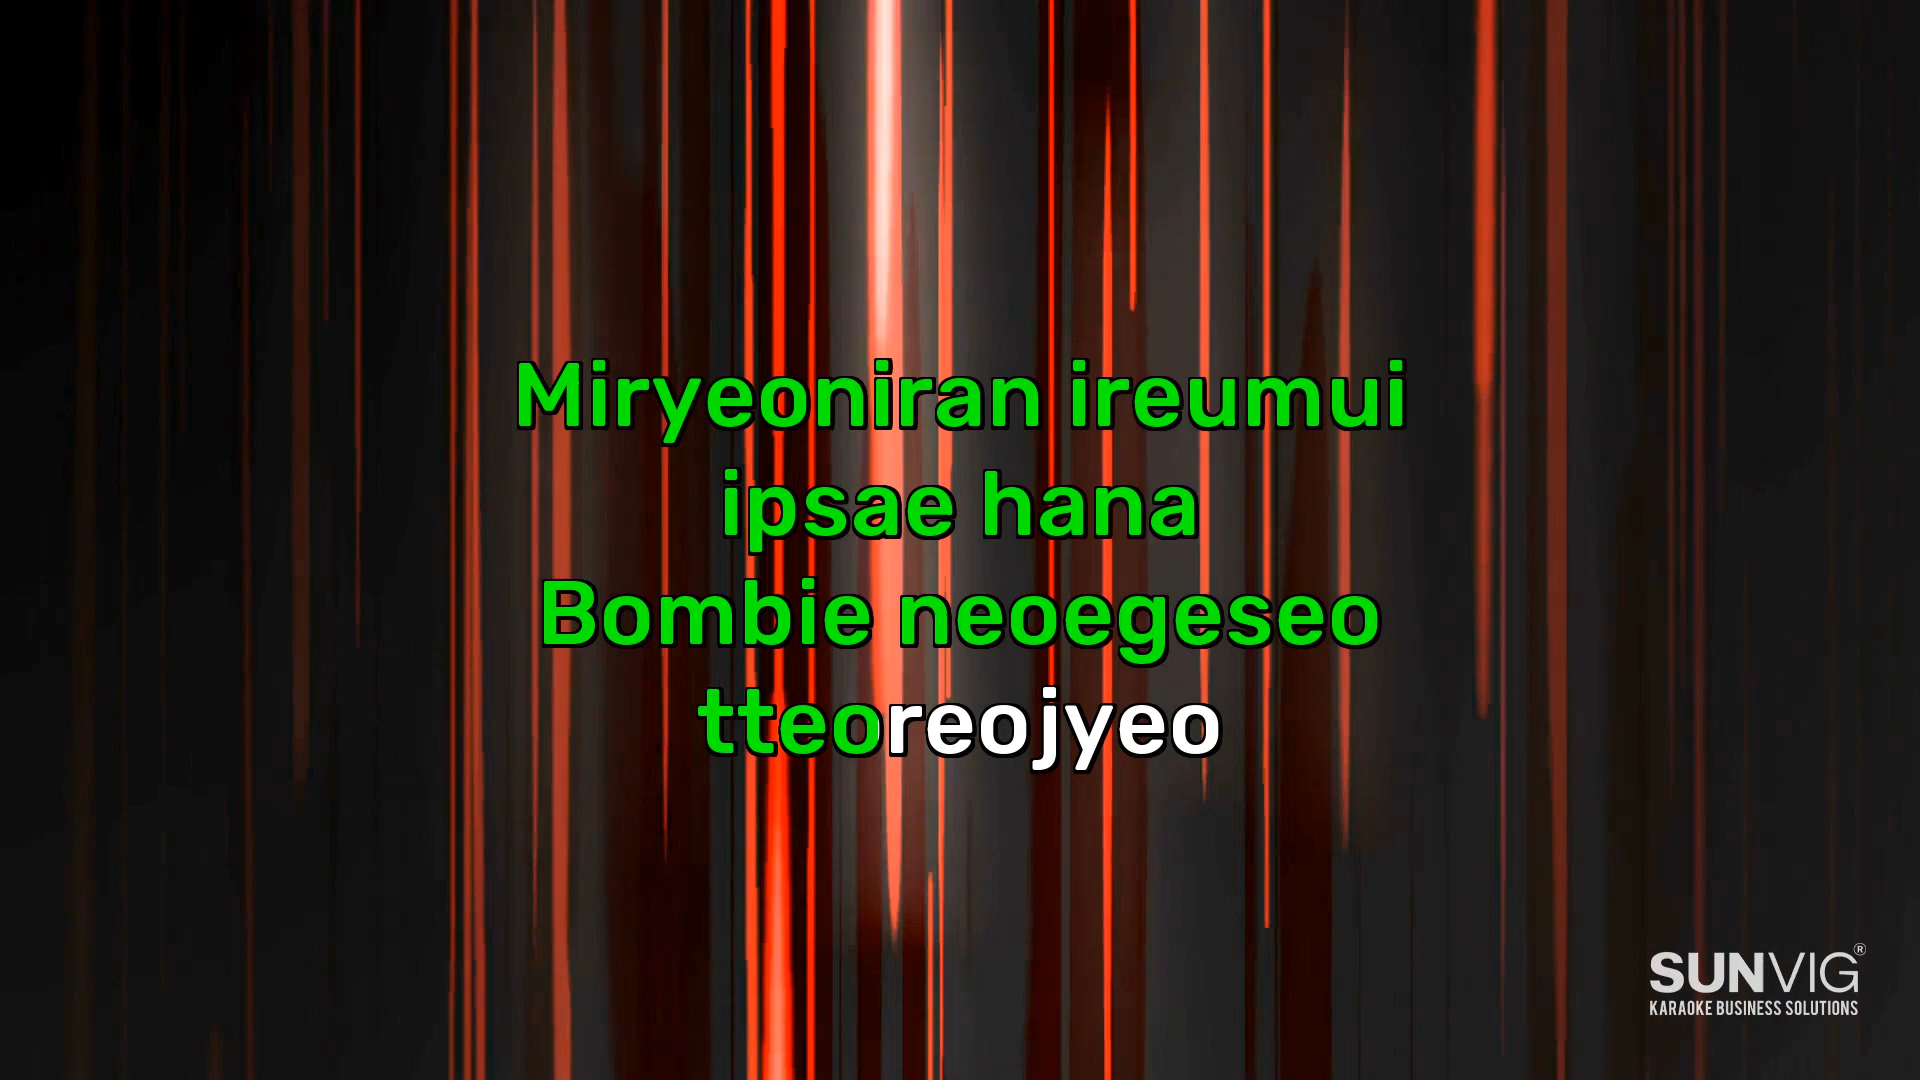 Miryeoniran ireumui
ipsae hana
Bombie neoegeseo
tteoreojyeo
SUNVIG®
KARAOKE BUSINESS SOLUTIONS